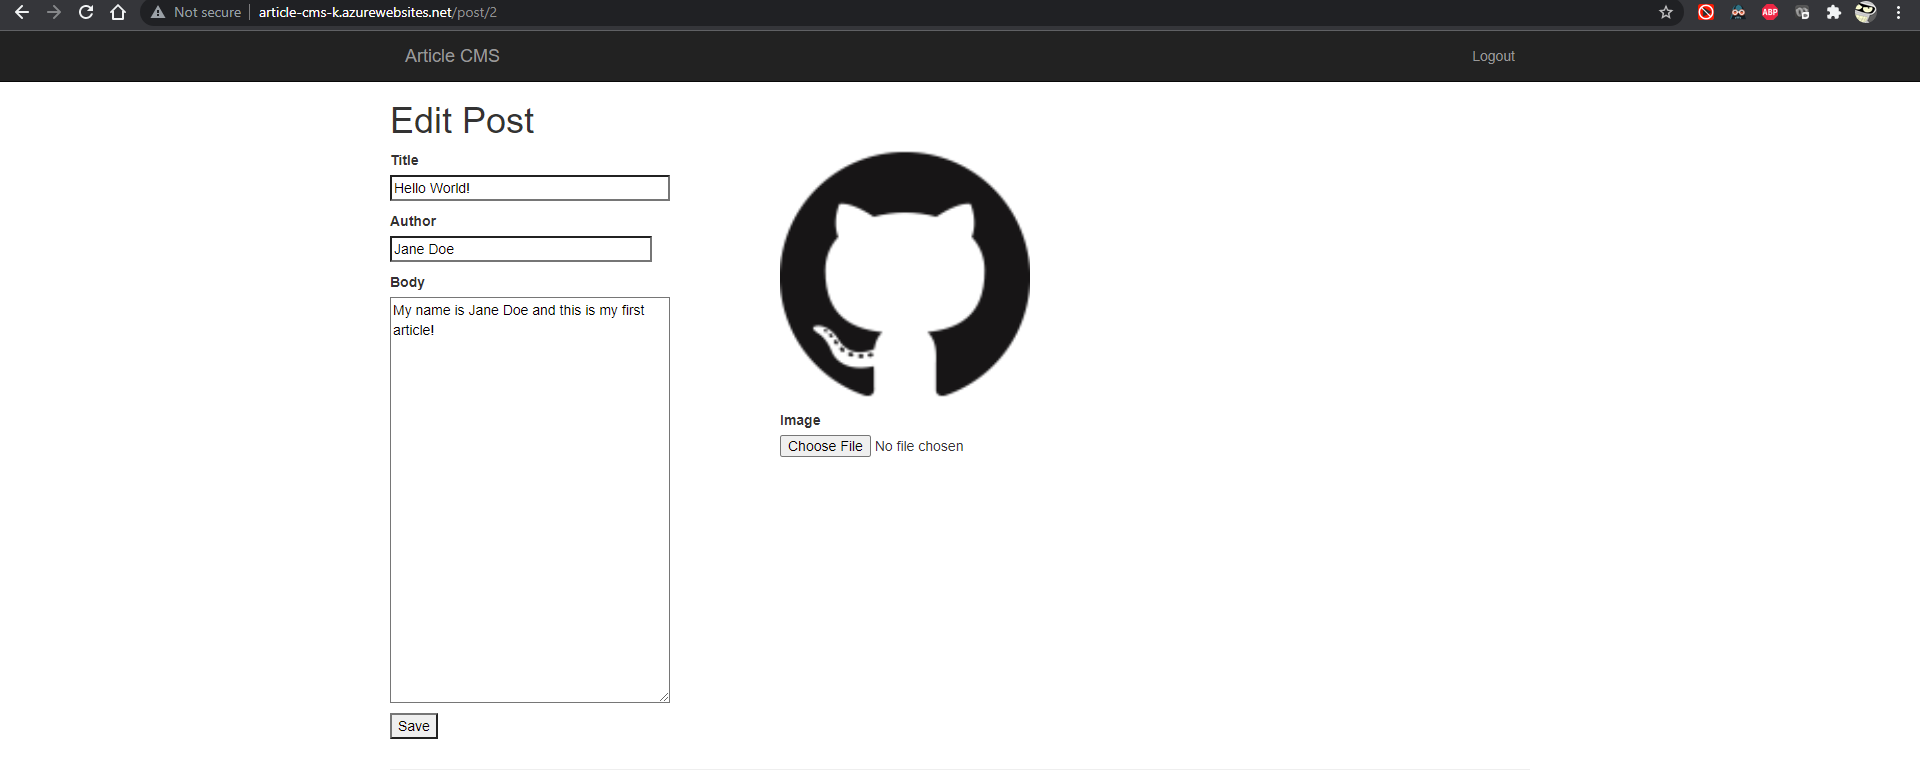 Not secure article-cms-k.azurewebsites.net/post/2
ABP
Article CMS
Logout
Edit Post
Title
Hello World!
Author
Jane Doe
Body
My name is Jane Doe and this is my first
article!
Image
Choose File No file chosen
Save